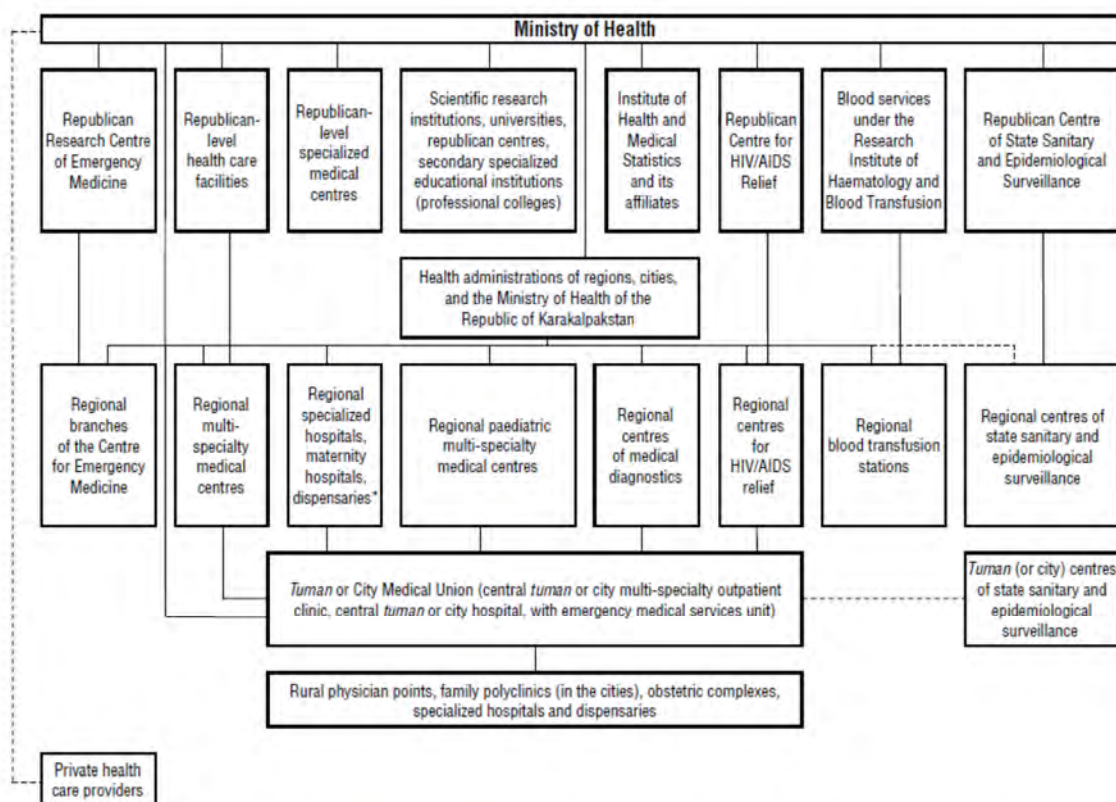 Ministry of Health
Republican
Research Centre
of Emergency
Medicine
Republican-
level
health care
facilities
Republican-
level
specialized
medical
centres
Scientific research
institutions, universities,
republican centres,
secondary specialized
educational institutions
(professional colleges)
Institute of
Health and
Medical
Statistics
and its
affiliates
Republican
Centre for
HIV/AIDS
Relief
Blood services
under the
Research
Institute of
Haematology and
Blood Transfusion
Republican Centre
of State Sanitary
and Epidemiological
Surveillance
Health administrations of regions, cities,
and the Ministry of Health of the
Republic of Karakalpakstan
Regional
branches
of the Centre
for Emergency
Medicine
Regional
multi-
specialty
medical
centres
Regional
specialized
hospitals,
maternity
hospitals,
dispensaries*
Regional paediatric
multi-specialty
medical centres
Regional
centres
of medical
diagnostics
Regional
centres
for
HIV/AIDS
relief
Regional
blood transfusion
stations
Regional centres of
state sanitary and
epidemiological
surveillance
Tuman or City Medical Union (central tuman or city multi-specialty outpatient
clinic, central tuman or city hospital, with emergency medical services unit)
Tuman (or city) centres
of state sanitary and
epidemiological
surveillance
Rural physician points, family polyclinics (in the cities), obstetric complexes,
specialized hospitals and dispensaries
Private health
care providers